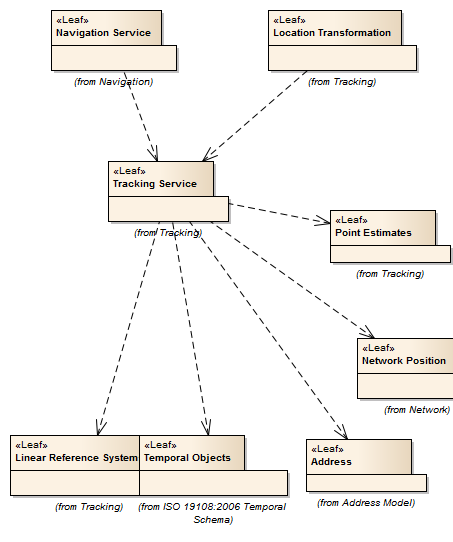 «Leaf»
Navigation Service
(from Navigation)
«Leaf»
Location Transformation
(from Tracking)
«Leaf»
Tracking Service
(from Tracking)
«Leaf»
Point Estimates
(from Tracking)
«Leaf»
Network Position
(from Network)
«Leaf»
Linear Reference System
(from Tracking)
«Leaf»
Temporal Objects
(from ISO 19108:2006 Temporal
Schema)
«Leaf»
Address
(from Address Model)